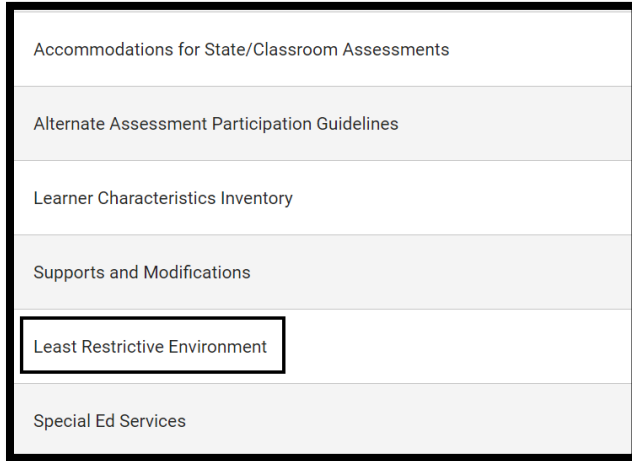 Accommodations for State/Classroom Assessments
Alternate Assessment Participation Guidelines
Learner Characteristics Inventory
Supports and Modifications
Least Restrictive Environment
Special Ed Services